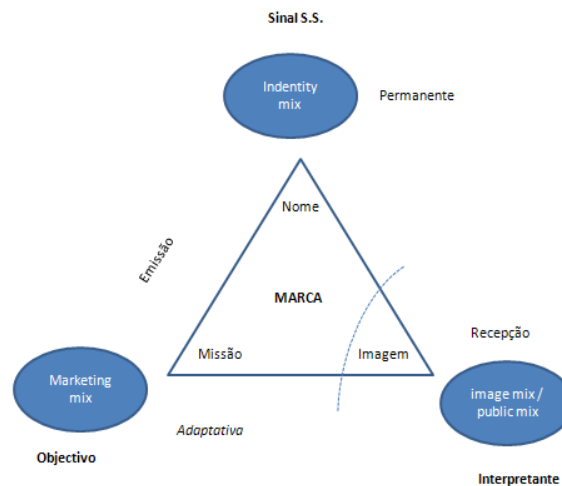 Sinal S.S.
Indentity
mix
Permanente
Nome
Emissão
MARCA
Recepção
Missão
Imagem
Marketing
mix
image mix /
public mix
Adaptativa
Objectivo
Interpretante